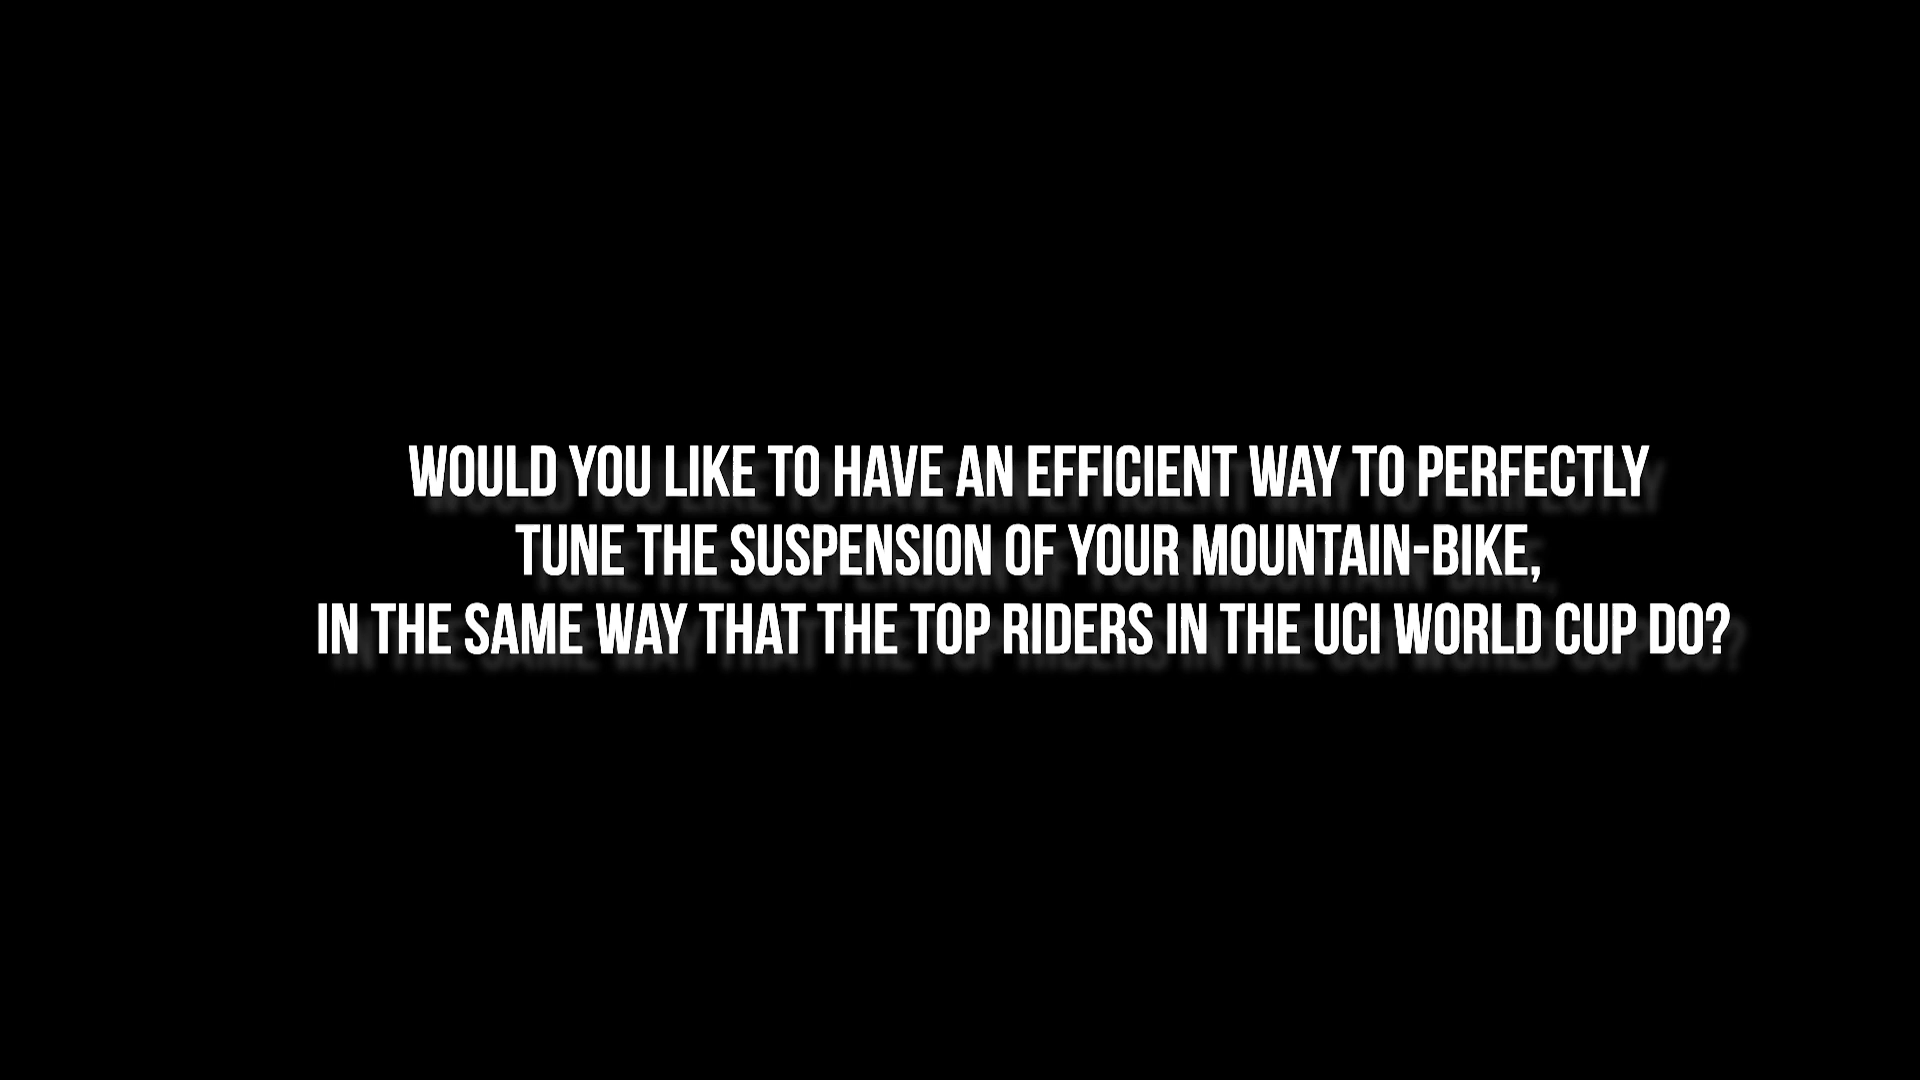 WOULD YOU LIKE TO HAVE AN EFFICIENT WAY TO PERFECTLY
TUNE THE SUSPENSION OF YOUR MOUNTAIN-BIKE,
IN THE SAME WAY THAT THE TOP RIDERS IN THE UCI WORLD CUP DO?